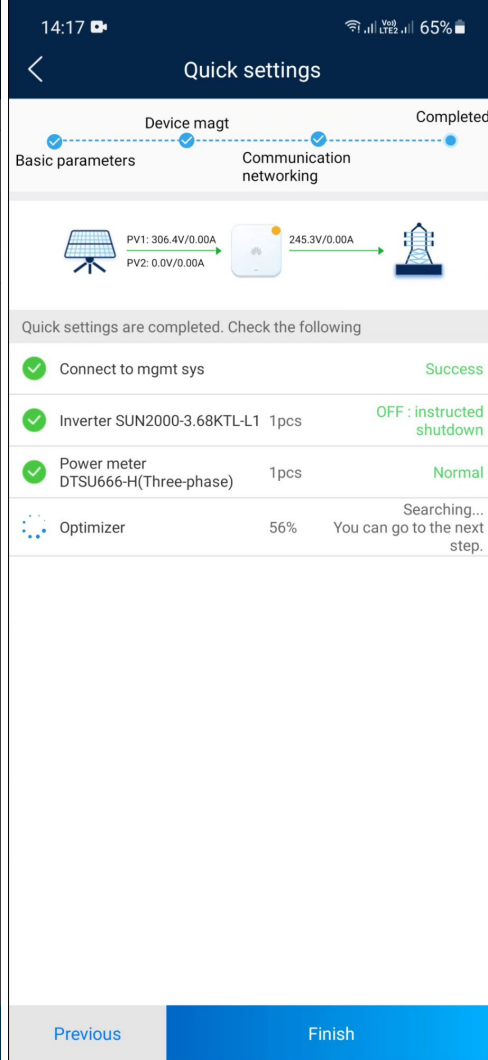 14:17
Vo)) LTE2 65%
Quick settings
Device magt
Completed
Basic parameters
Communication
networking
PV1: 306.4V/0.00A
245.3V/0.00A
PV2: 0.0V/0.00A
Quick settings are completed. Check the following
Connect to mgmt sys
Success
Inverter SUN2000-3.68KTL-L1 1pcs
OFF : instructed
shutdown
Power meter
DTSU666-H(Three-phase)
1pcs
Normal
Optimizer
56%
Searching...
You can go to the next
step.
Previous
Finish